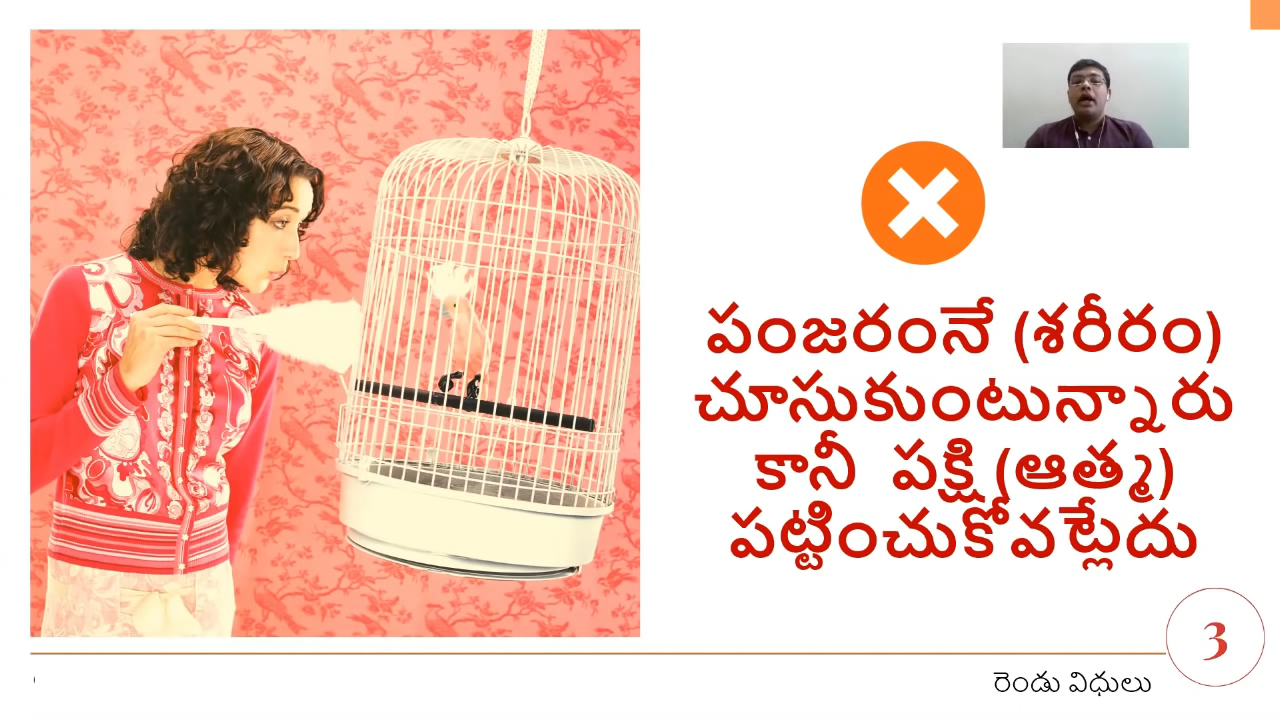 పంజరంనే (శరీరం)
చూసుకుంటున్నారు
కానీ పక్షి (ఆత్మ)
పట్టించుకోవట్లేదు
3
రెండు విధులు